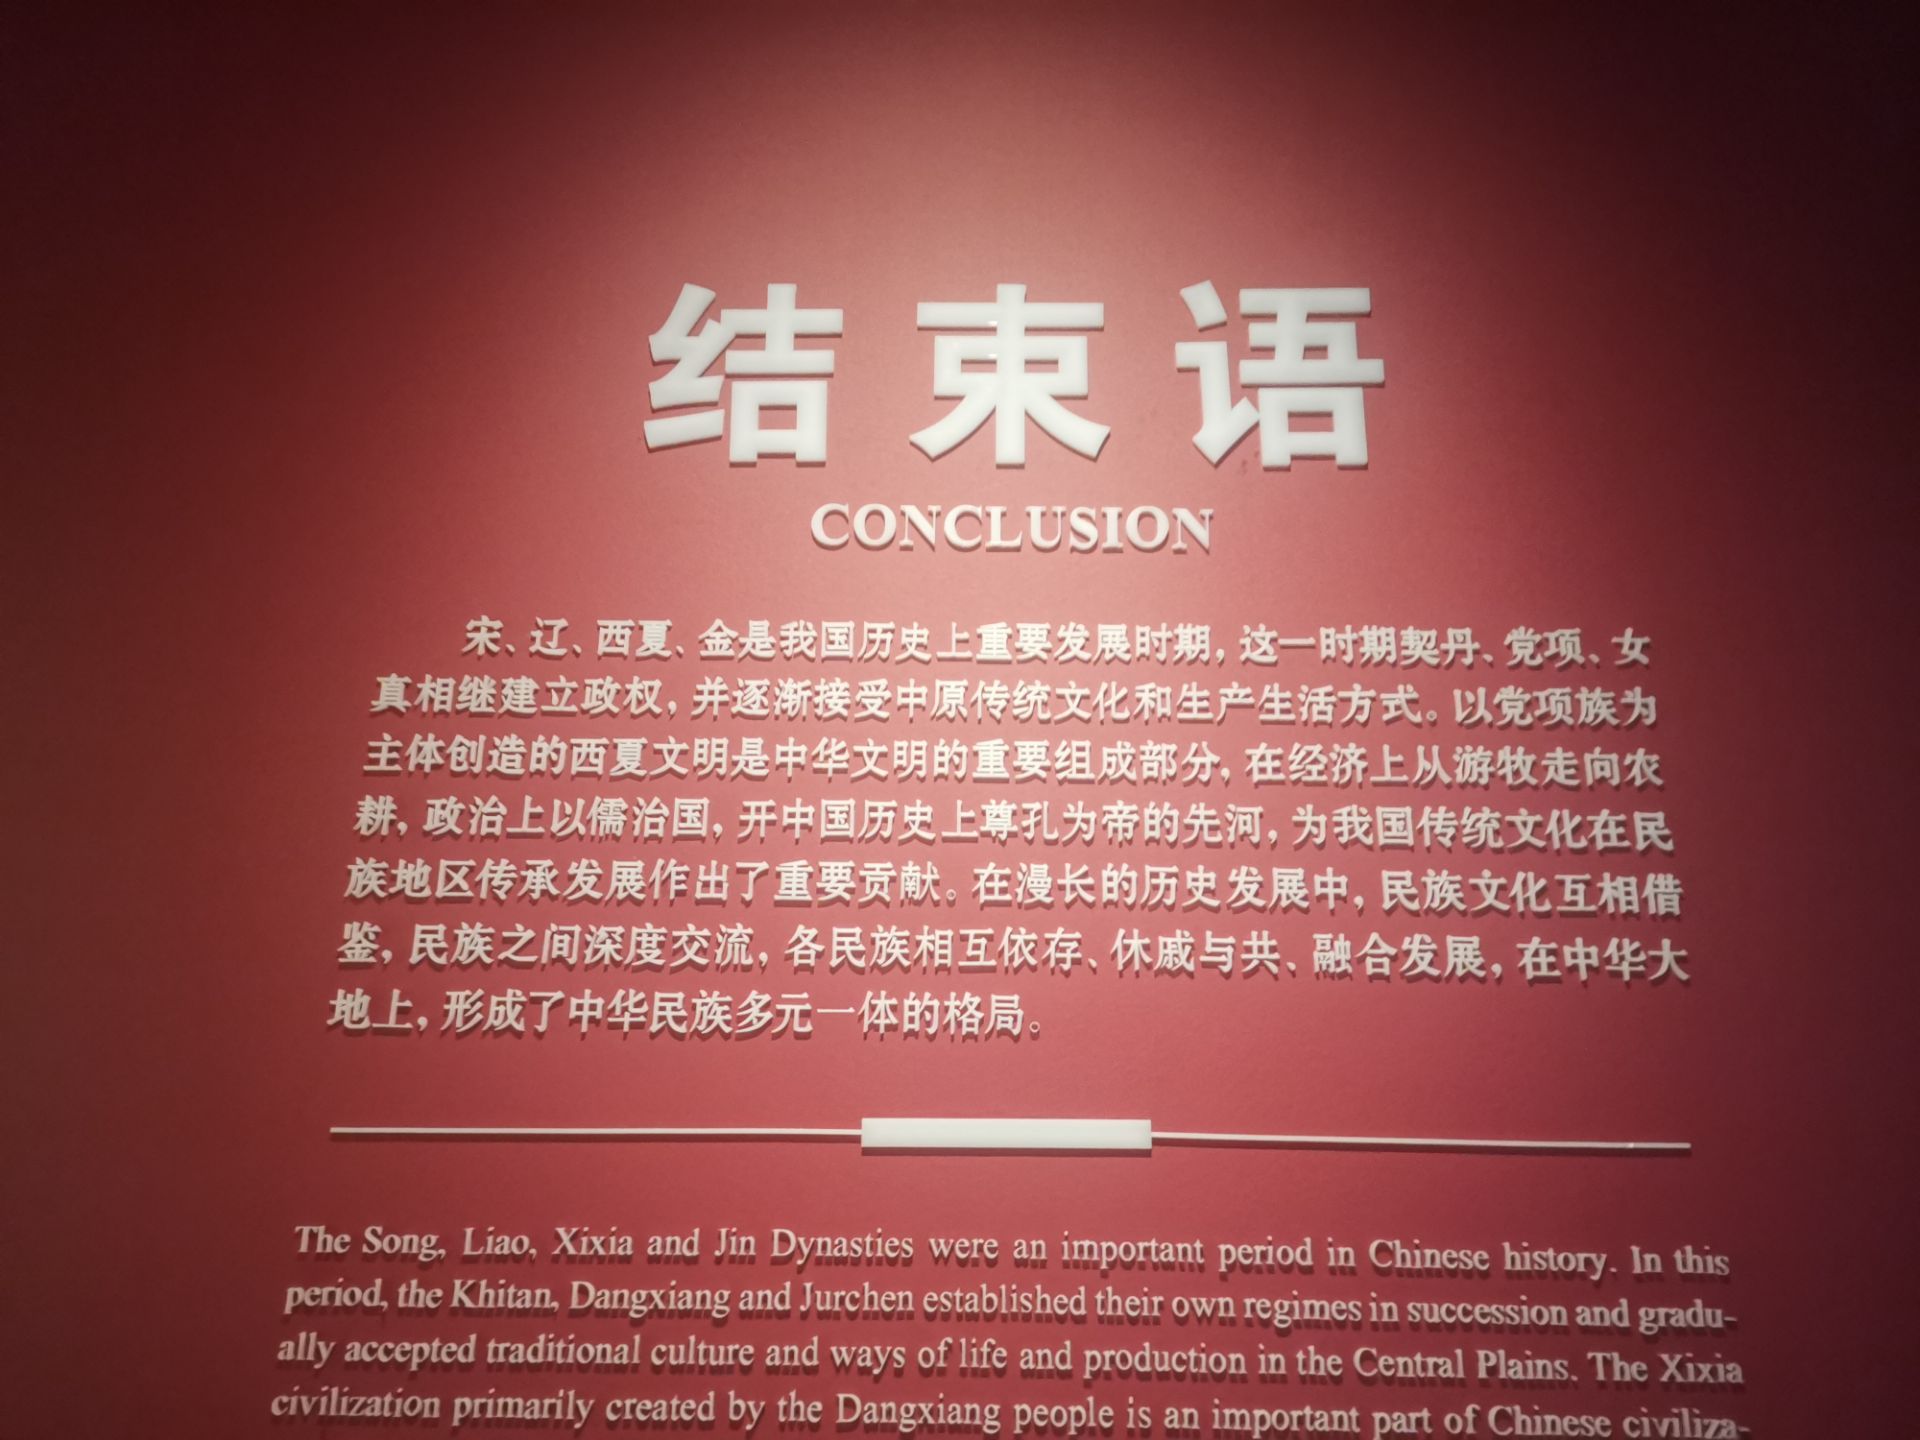 结束语
CONCLUSION
宋、辽、西夏、金是我国历史上重要发展时期，这一时期契丹、党项、女
真相继建立政权，并逐渐接受中原传统文化和生产生活方式。以党项族为
主体创造的西夏文明是中华文明的重要组成部分，在经济上从游牧走向农
耕，政治上以儒治国，开中国历史上尊孔为帝的先河，为我国传统文化在民
族地区传承发展作出了重要贡献。在漫长的历史发展中，民族文化互相借
鉴，民族之间深度交流，各民族相互依存、休戚与共、融合发展，在中华大
地上，形成了中华民族多元一体的格局。
The Song, Liao, Xixia and Jin Dynasties were an important period in Chinese history. In this
period, the Khitan, Dangxiang and Jurchen established their own regimes in succession and gradu-
ally accepted traditional culture and ways of life and production in the Central Plains. The Xixia
civilization primarily created by the Dangxiang people is an important part of Chinese civiliza-